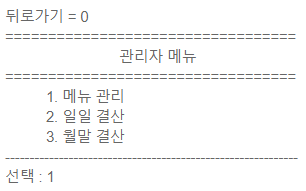 뒤로가기 = 0
==================================
관리자 메뉴
==================================
1. 메뉴 관리
2. 일일 결산
3. 월말 결산
-----------------------------------------------------------
선택 : 1